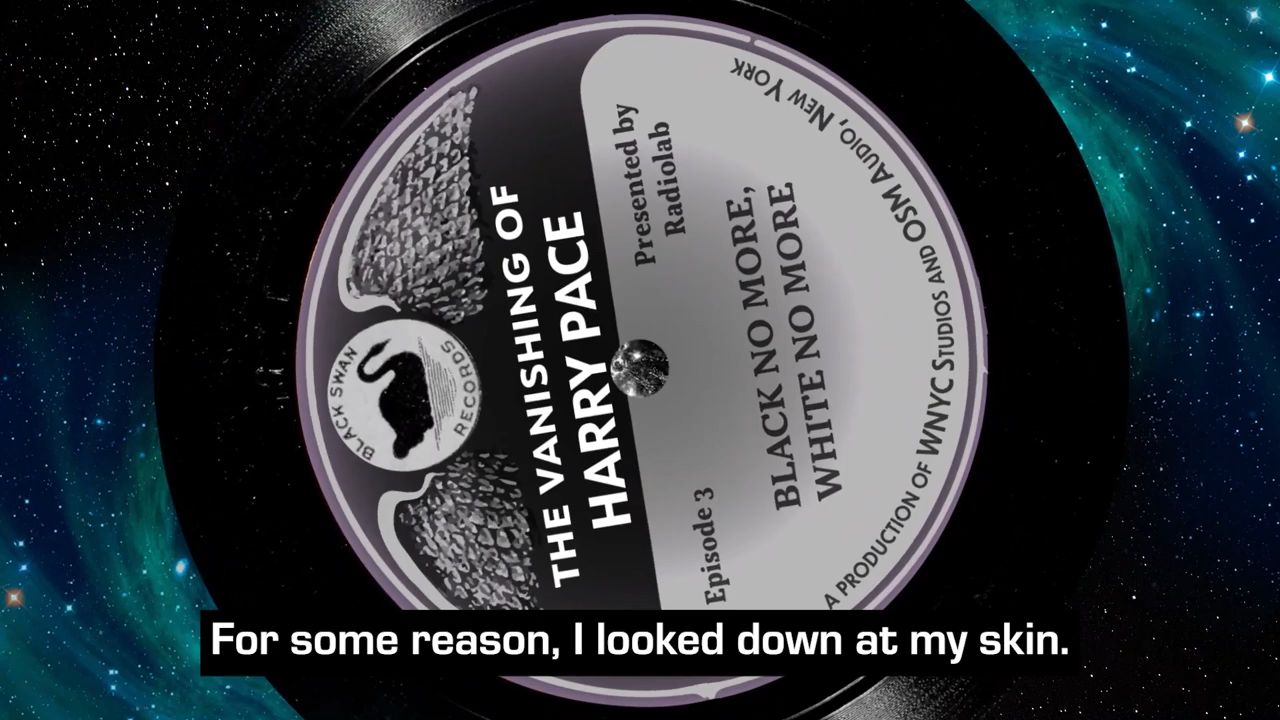 BLACK SWAN
RECORDS
THE VANISHING OF
HARRY PACE
Presented by
Radiolab
Episode 3
BLACK NO MORE,
WHITE NO MORE
A PRODUCTION OF WNYC STUDIOS AND OSM AUDIO, NEW YORK
For some reason, I looked down at my skin.